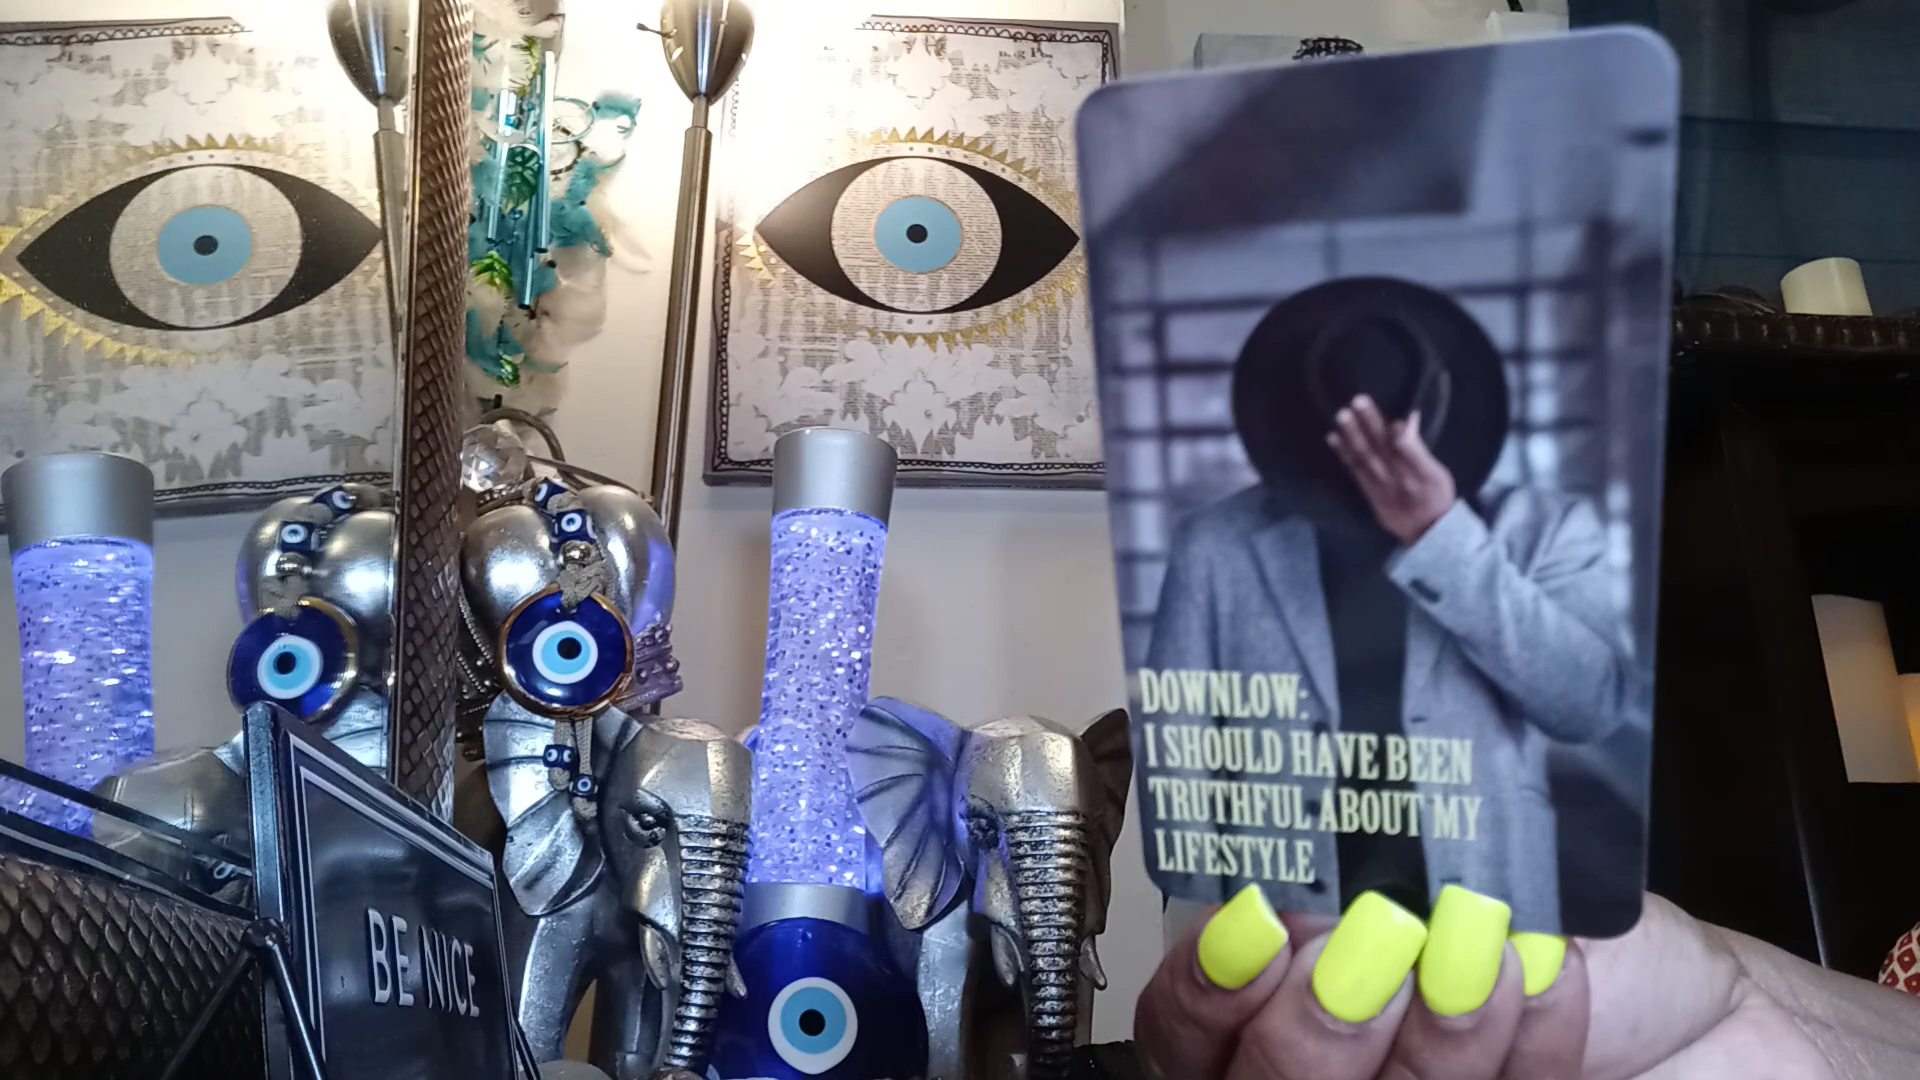 BE NICE
DOWNLOW:
I SHOULD HAVE BEEN
TRUTHFUL ABOUT MY
LIFESTYLE